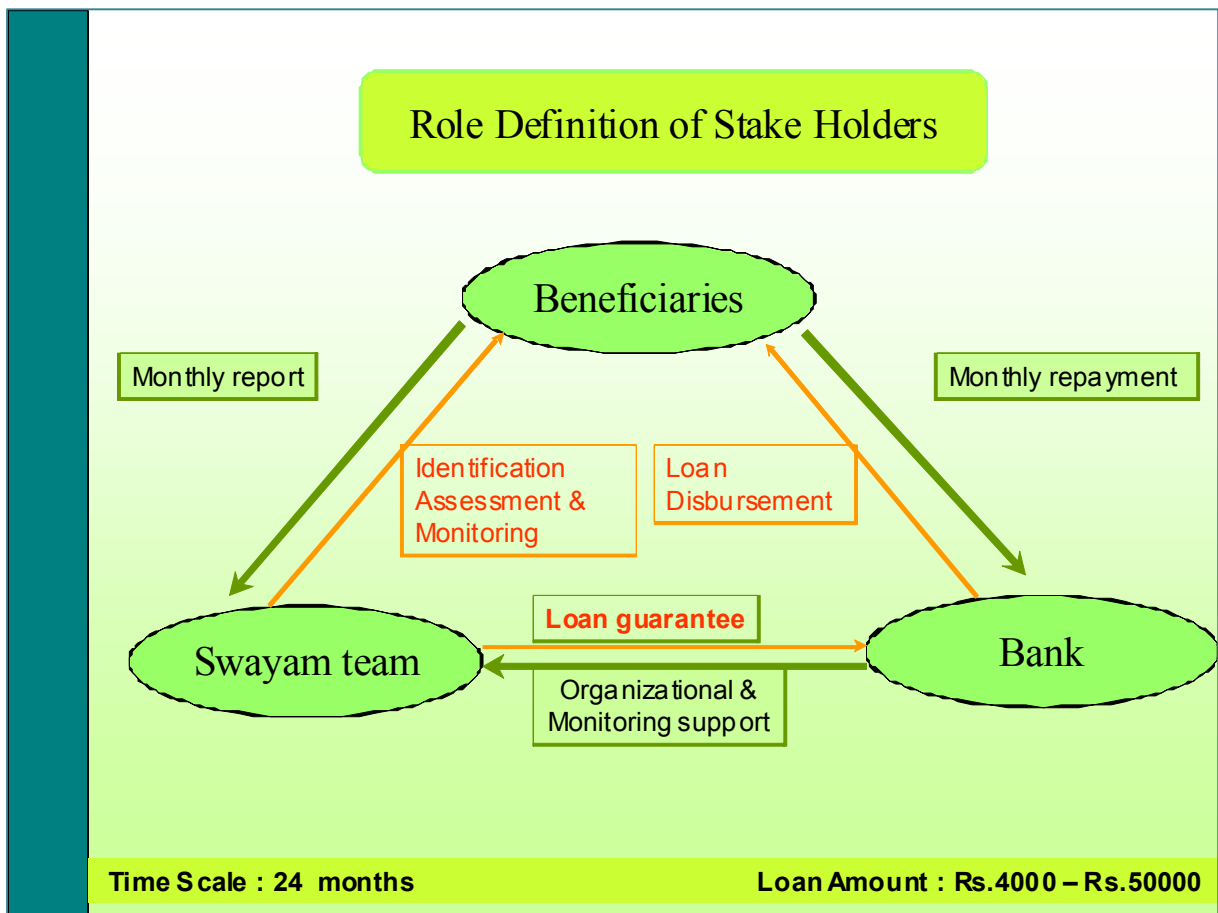 Role Definition of Stake Holders
Beneficiaries
Monthly report
Monthly repayment
Identification
Assessment &
Monitoring
Loan
Disbursement
Loan guarantee
Swayam team
Bank
Organizational &
Monitoring support
Time Scale : 24 months
Loan Amount : Rs.4000 – Rs.50000